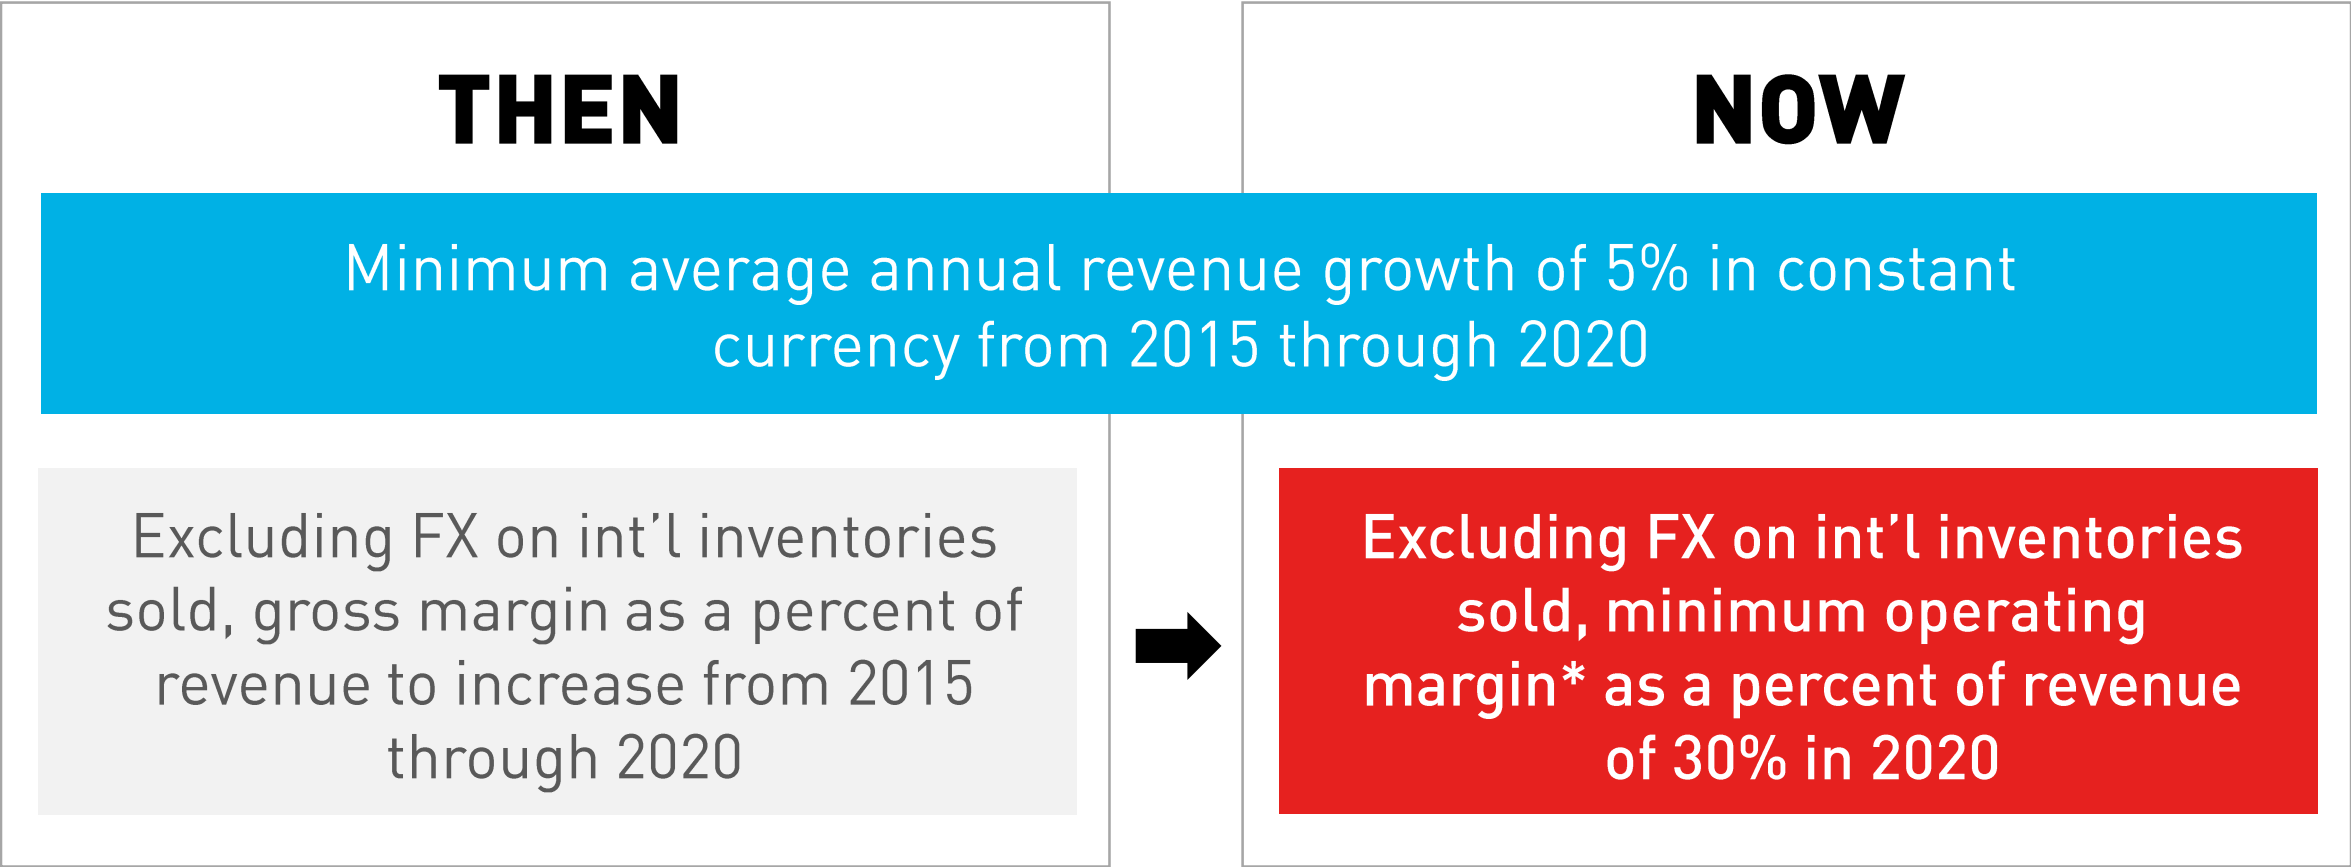 THEN
NOW
Minimum average annual revenue growth of 5% in constant
currency from 2015 through 2020
Excluding FX on int’l inventories
sold, gross margin as a percent of
revenue to increase from 2015
through 2020
Excluding FX on int’l inventories
sold, minimum operating
margin* as a percent of revenue
of 30% in 2020